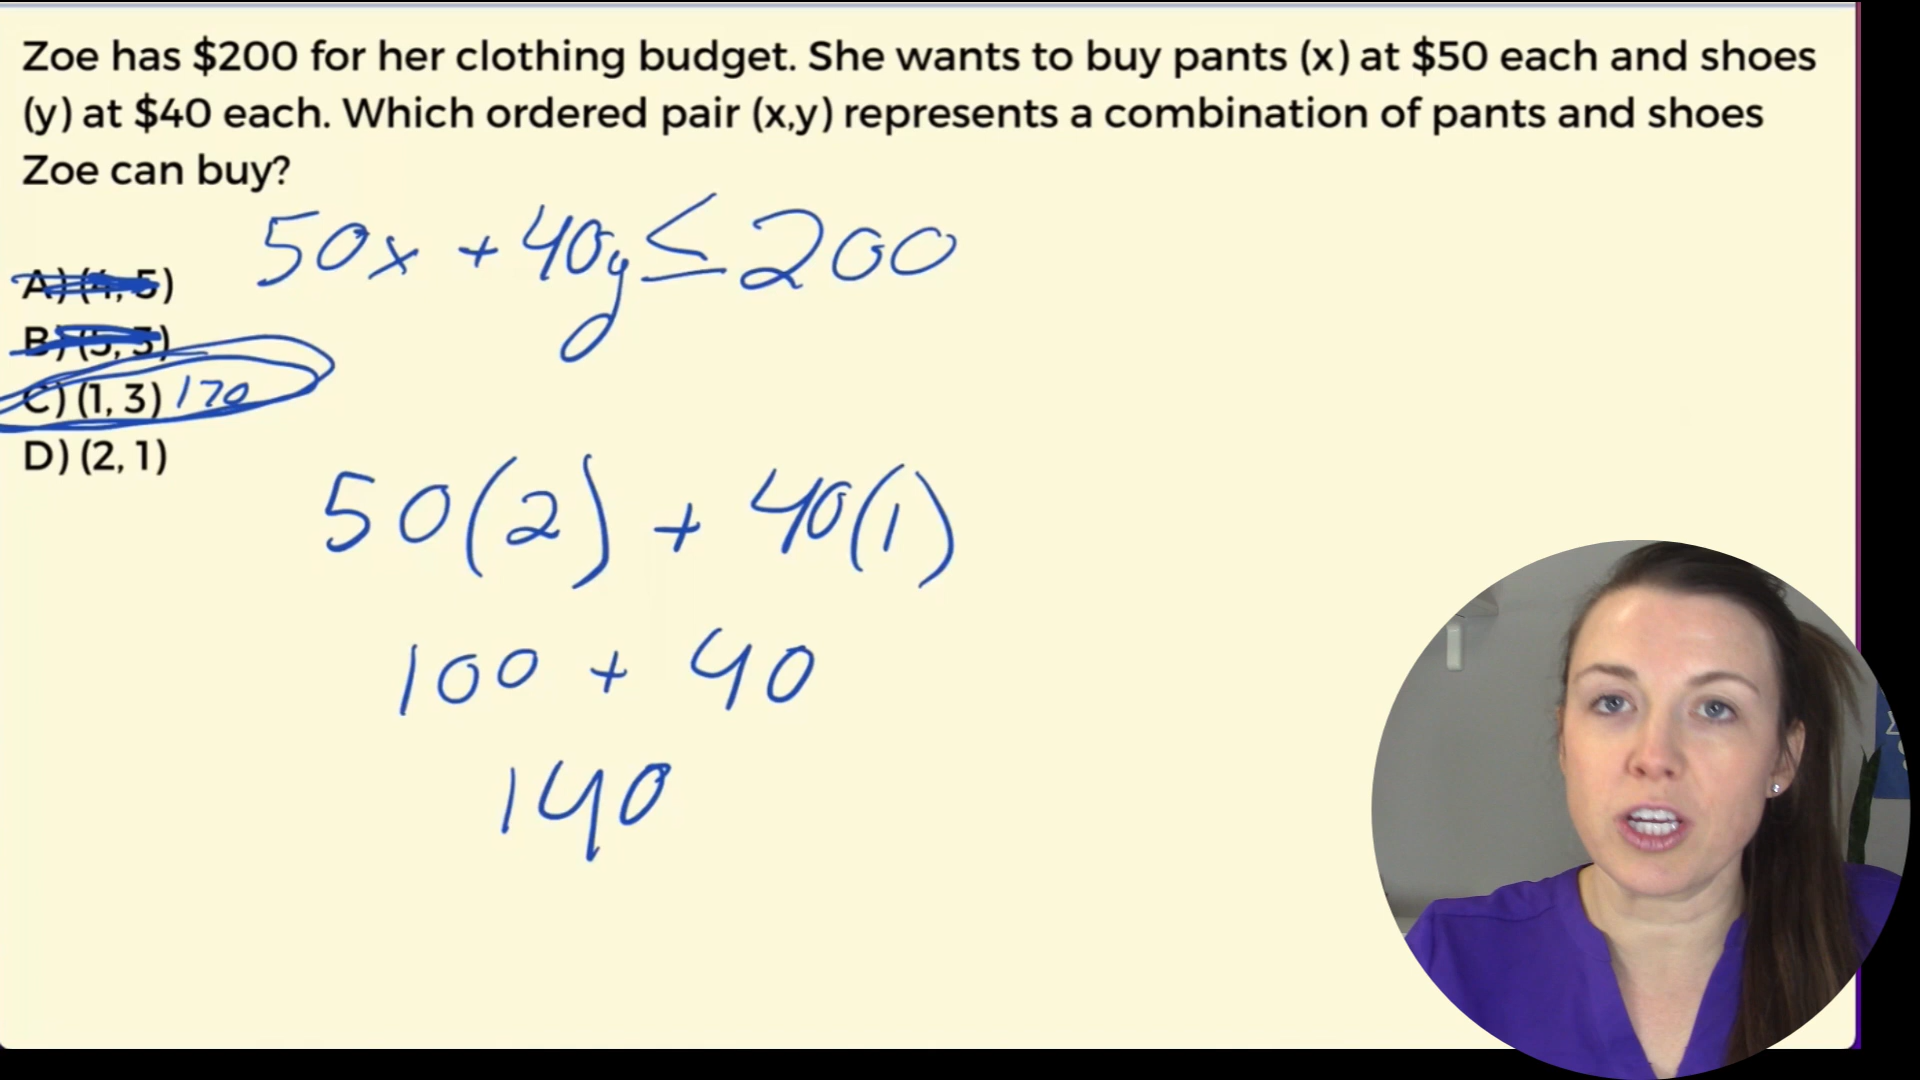 Zoe has $200 for her clothing budget. She wants to buy pants (x) at $50 each and shoes
(y) at $40 each. Which ordered pair (x,y) represents a combination of pants and shoes
Zoe can buy?
50x + 40y ≤ 200
A) (4, 5)
B) (5, 3)
C) (1, 3) 170
D) (2, 1)
50(2) + 40(1)
100 + 40
140